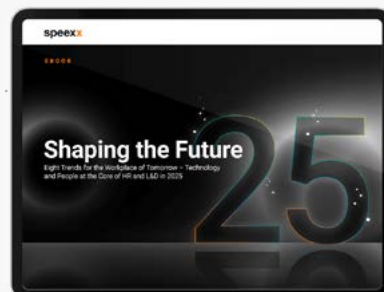 speexx
EBOOK
25
Shaping the Future
Eight Trends for the Workplace of Tomorrow – Technology
and People at the Core of HR and L&D in 2025